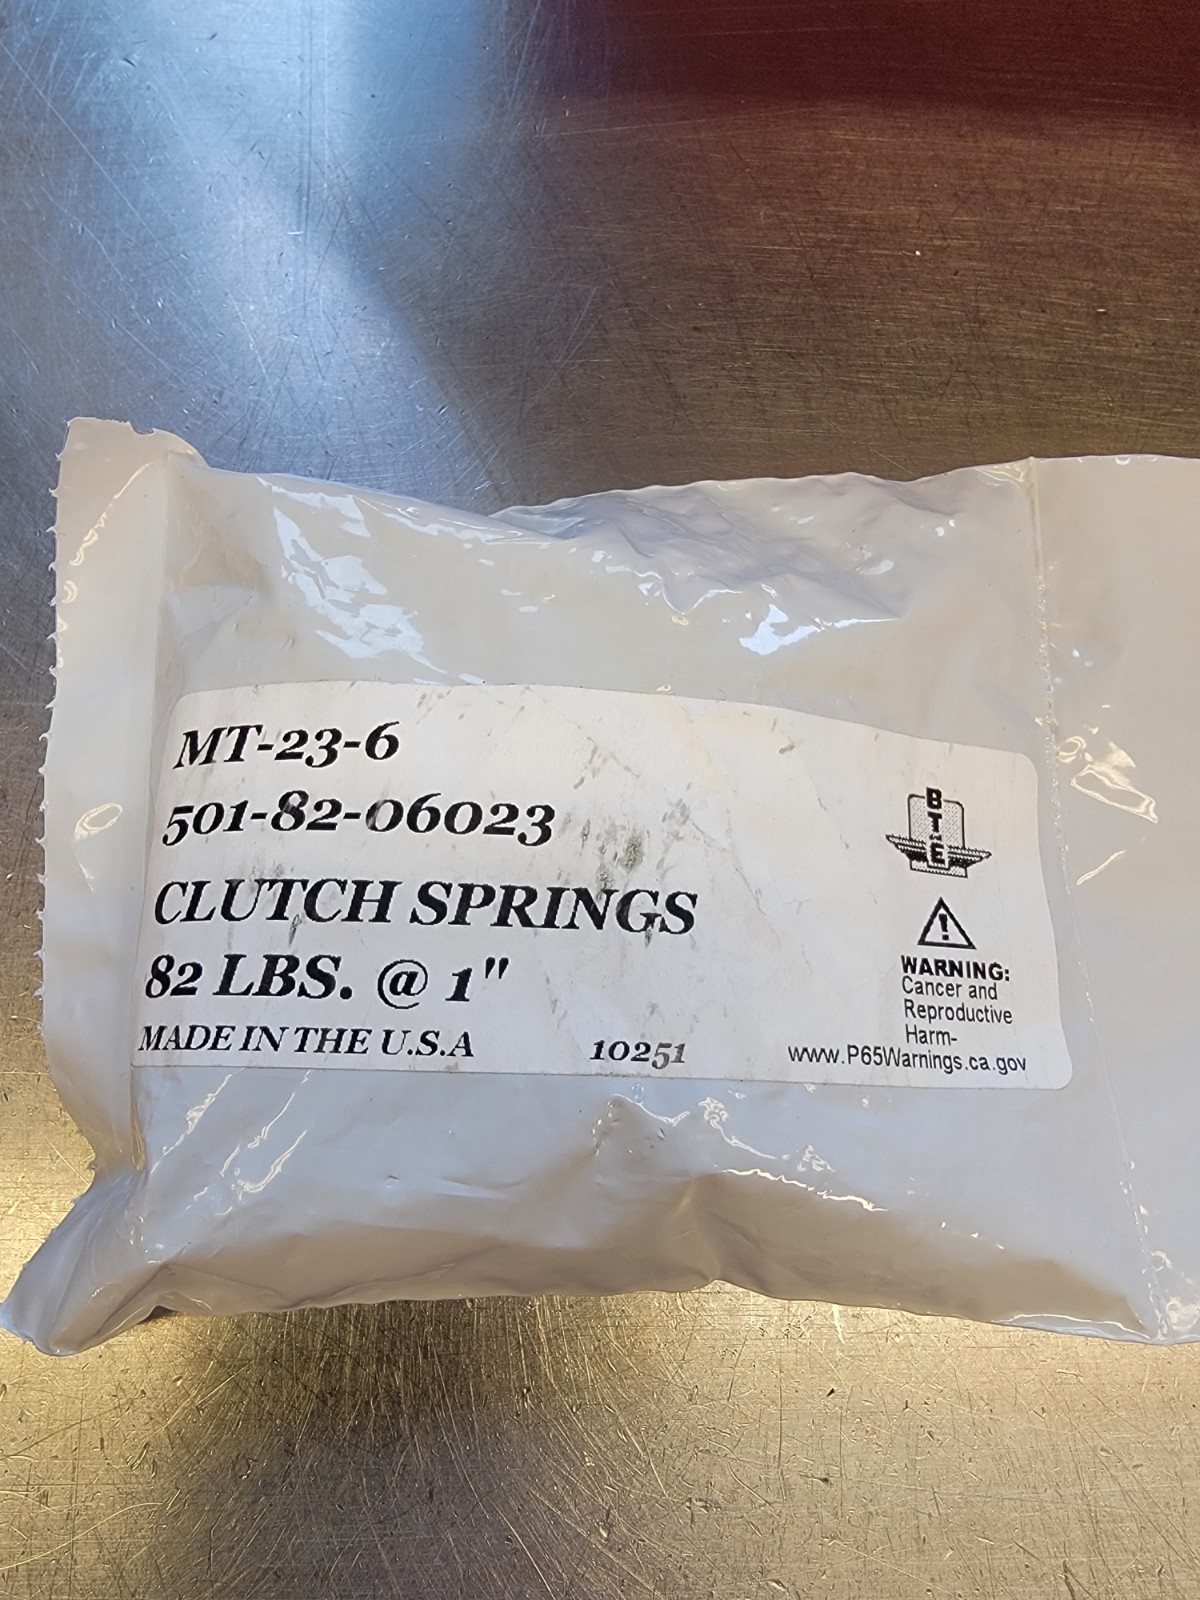 MT-23-6
501-82-06023
CLUTCH SPRINGS
82 LBS. @ 1"
MADE IN THE U.S.A 10251
B
T
E
WARNING:
Cancer and
Reproductive
Harm-
www.P65Warnings.ca.gov